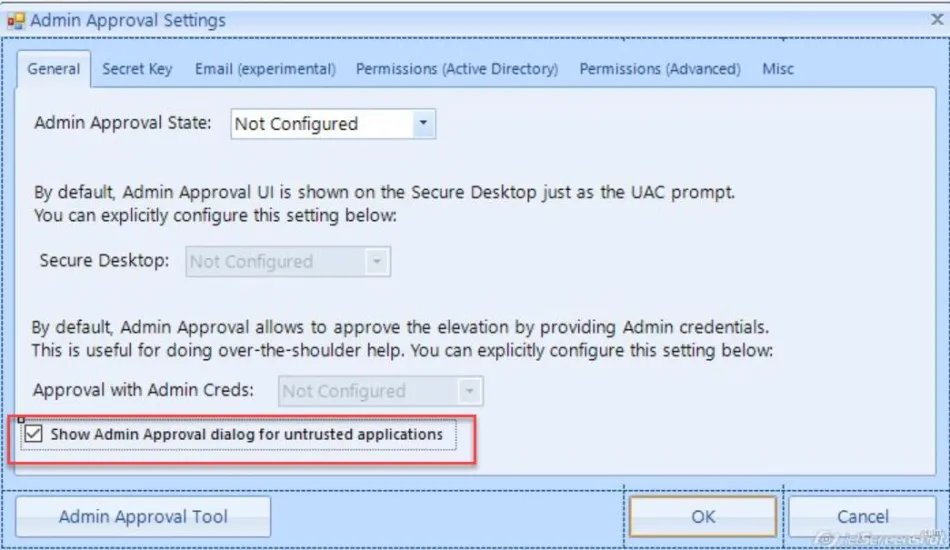 Admin Approval Settings
General Secret Key Email (experimental) Permissions (Active Directory) Permissions (Advanced) Misc
Admin Approval State: Not Configured
By default, Admin Approval UI is shown on the Secure Desktop just as the UAC prompt.
You can explicitly configure this setting below:
Secure Desktop: Not Configured
By default, Admin Approval allows to approve the elevation by providing Admin credentials.
This is useful for doing over-the-shoulder help. You can explicitly configure this setting below:
Approval with Admin Creds: Not Configured
Show Admin Approval dialog for untrusted applications
Admin Approval Tool OK Cancel